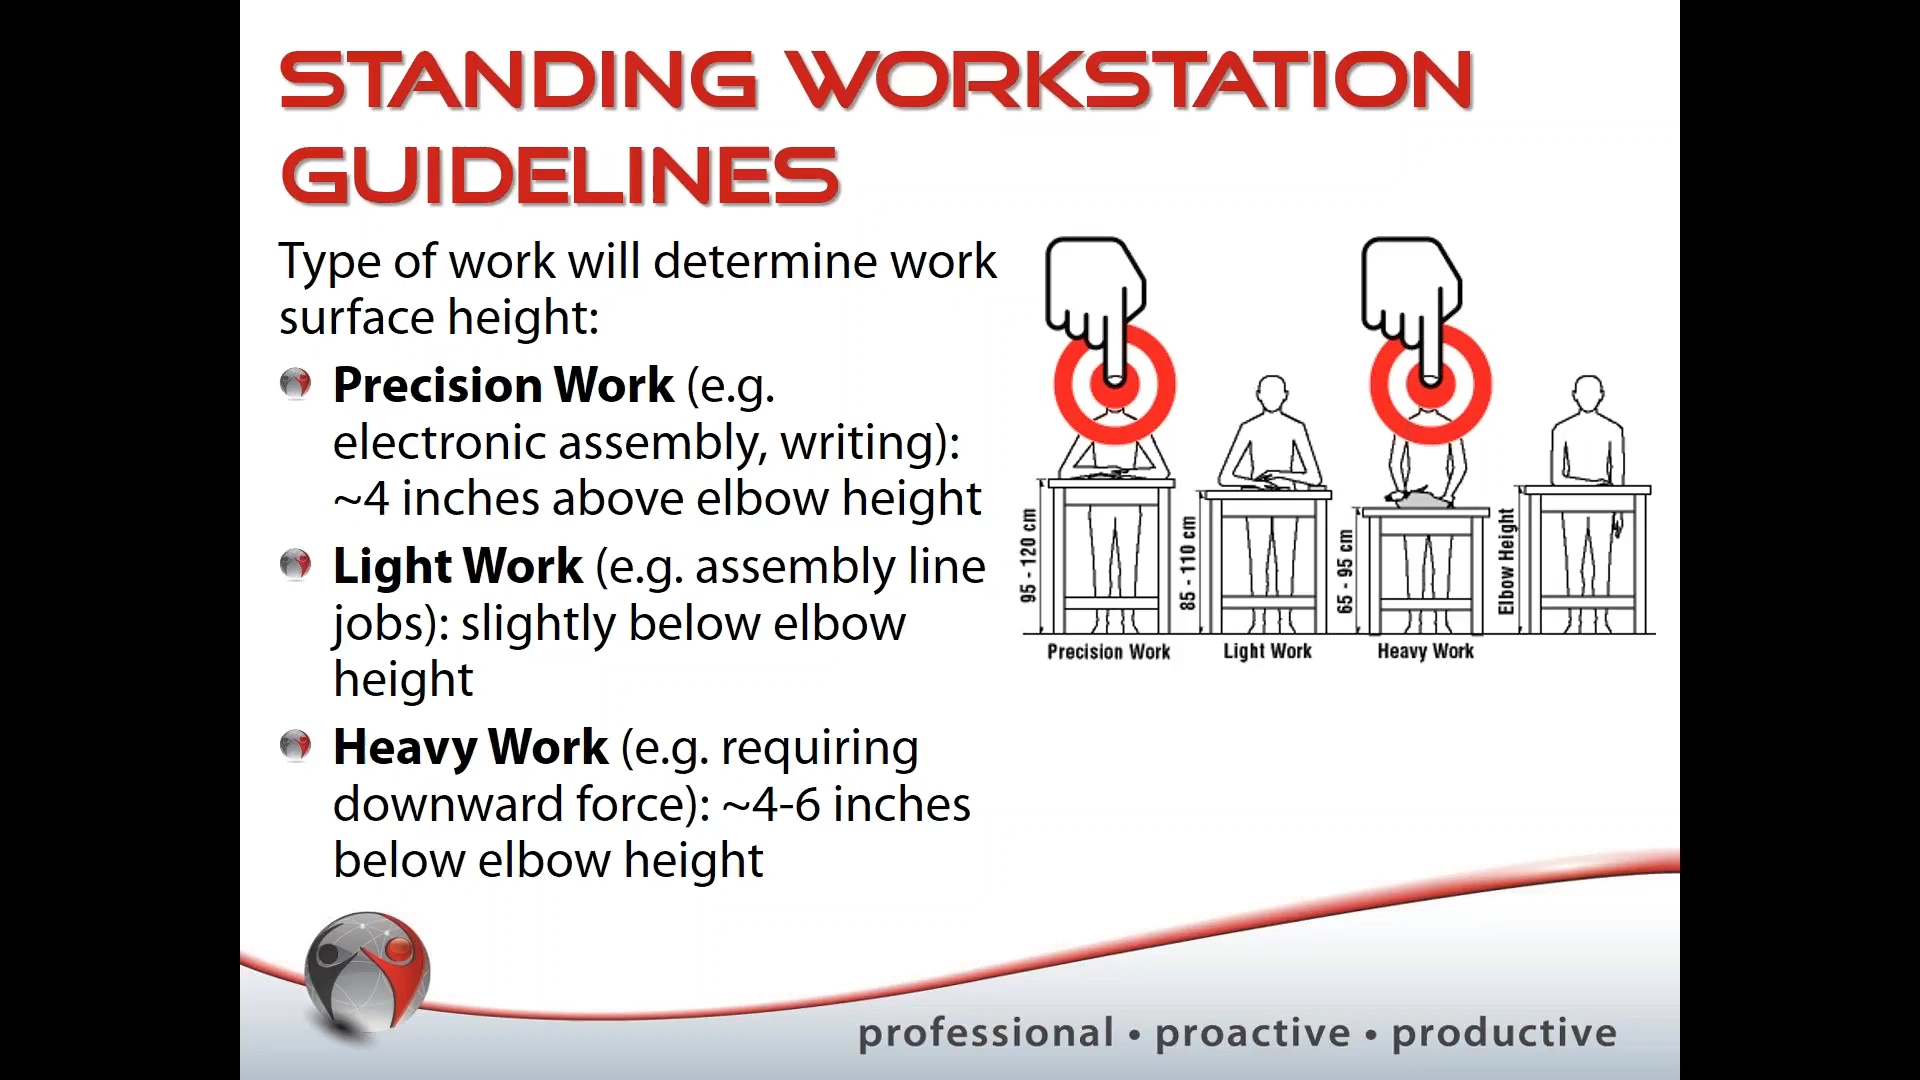 STANDING WORKSTATION
GUIDELINES
Type of work will determine work
surface height:
Precision Work (e.g.
electronic assembly, writing):
~4 inches above elbow height
Light Work (e.g. assembly line
jobs): slightly below elbow
height
Heavy Work (e.g. requiring
downward force): ~4-6 inches
below elbow height
95 - 120 cm
85 - 110 cm
65 - 95 cm
Elbow Height
Precision Work
Light Work
Heavy Work
professional • proactive • productive